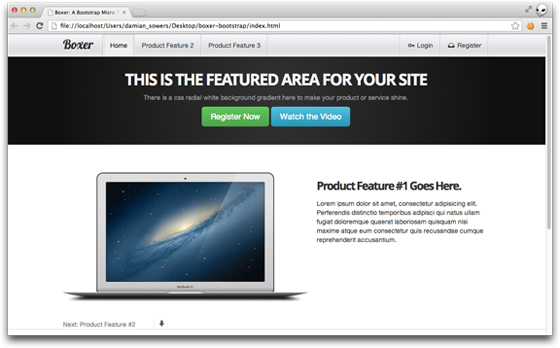 Boxer: A Bootstrap Micro
file://localhost/Users/damian_sowers/Desktop/boxer-bootstrap/index.html
Boxer Home Product Feature 2 Product Feature 3 Login Register
THIS IS THE FEATURED AREA FOR YOUR SITE
There is a css radial white background gradient here to make your product or service shine.
Register Now Watch the Video
Product Feature #1 Goes Here.
Lorem ipsum dolor sit amet, consectetur adipisicing elit.
Perferendis distinctio temporibus adipisci qui natus ullam
fugiat doloremque quaerat laboriosam quisquam nisi
maxime atque eum consectetur quis recusandae cumque
reprehenderit accusantium.
MacBook Air
Next: Product Feature #2